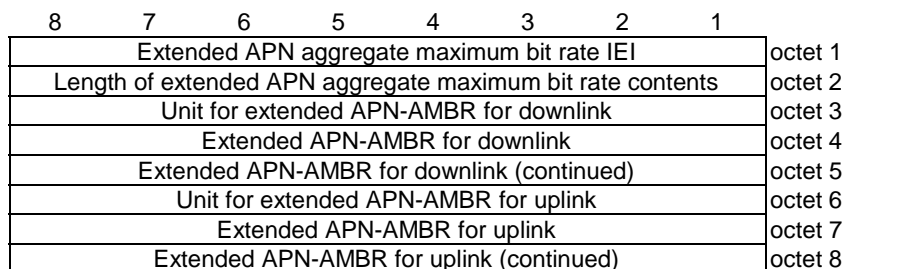 8 7 6 5 4 3 2 1
Extended APN aggregate maximum bit rate IEI octet 1
Length of extended APN aggregate maximum bit rate contents octet 2
Unit for extended APN-AMBR for downlink octet 3
Extended APN-AMBR for downlink octet 4
Extended APN-AMBR for downlink (continued) octet 5
Unit for extended APN-AMBR for uplink octet 6
Extended APN-AMBR for uplink octet 7
Extended APN-AMBR for uplink (continued) octet 8